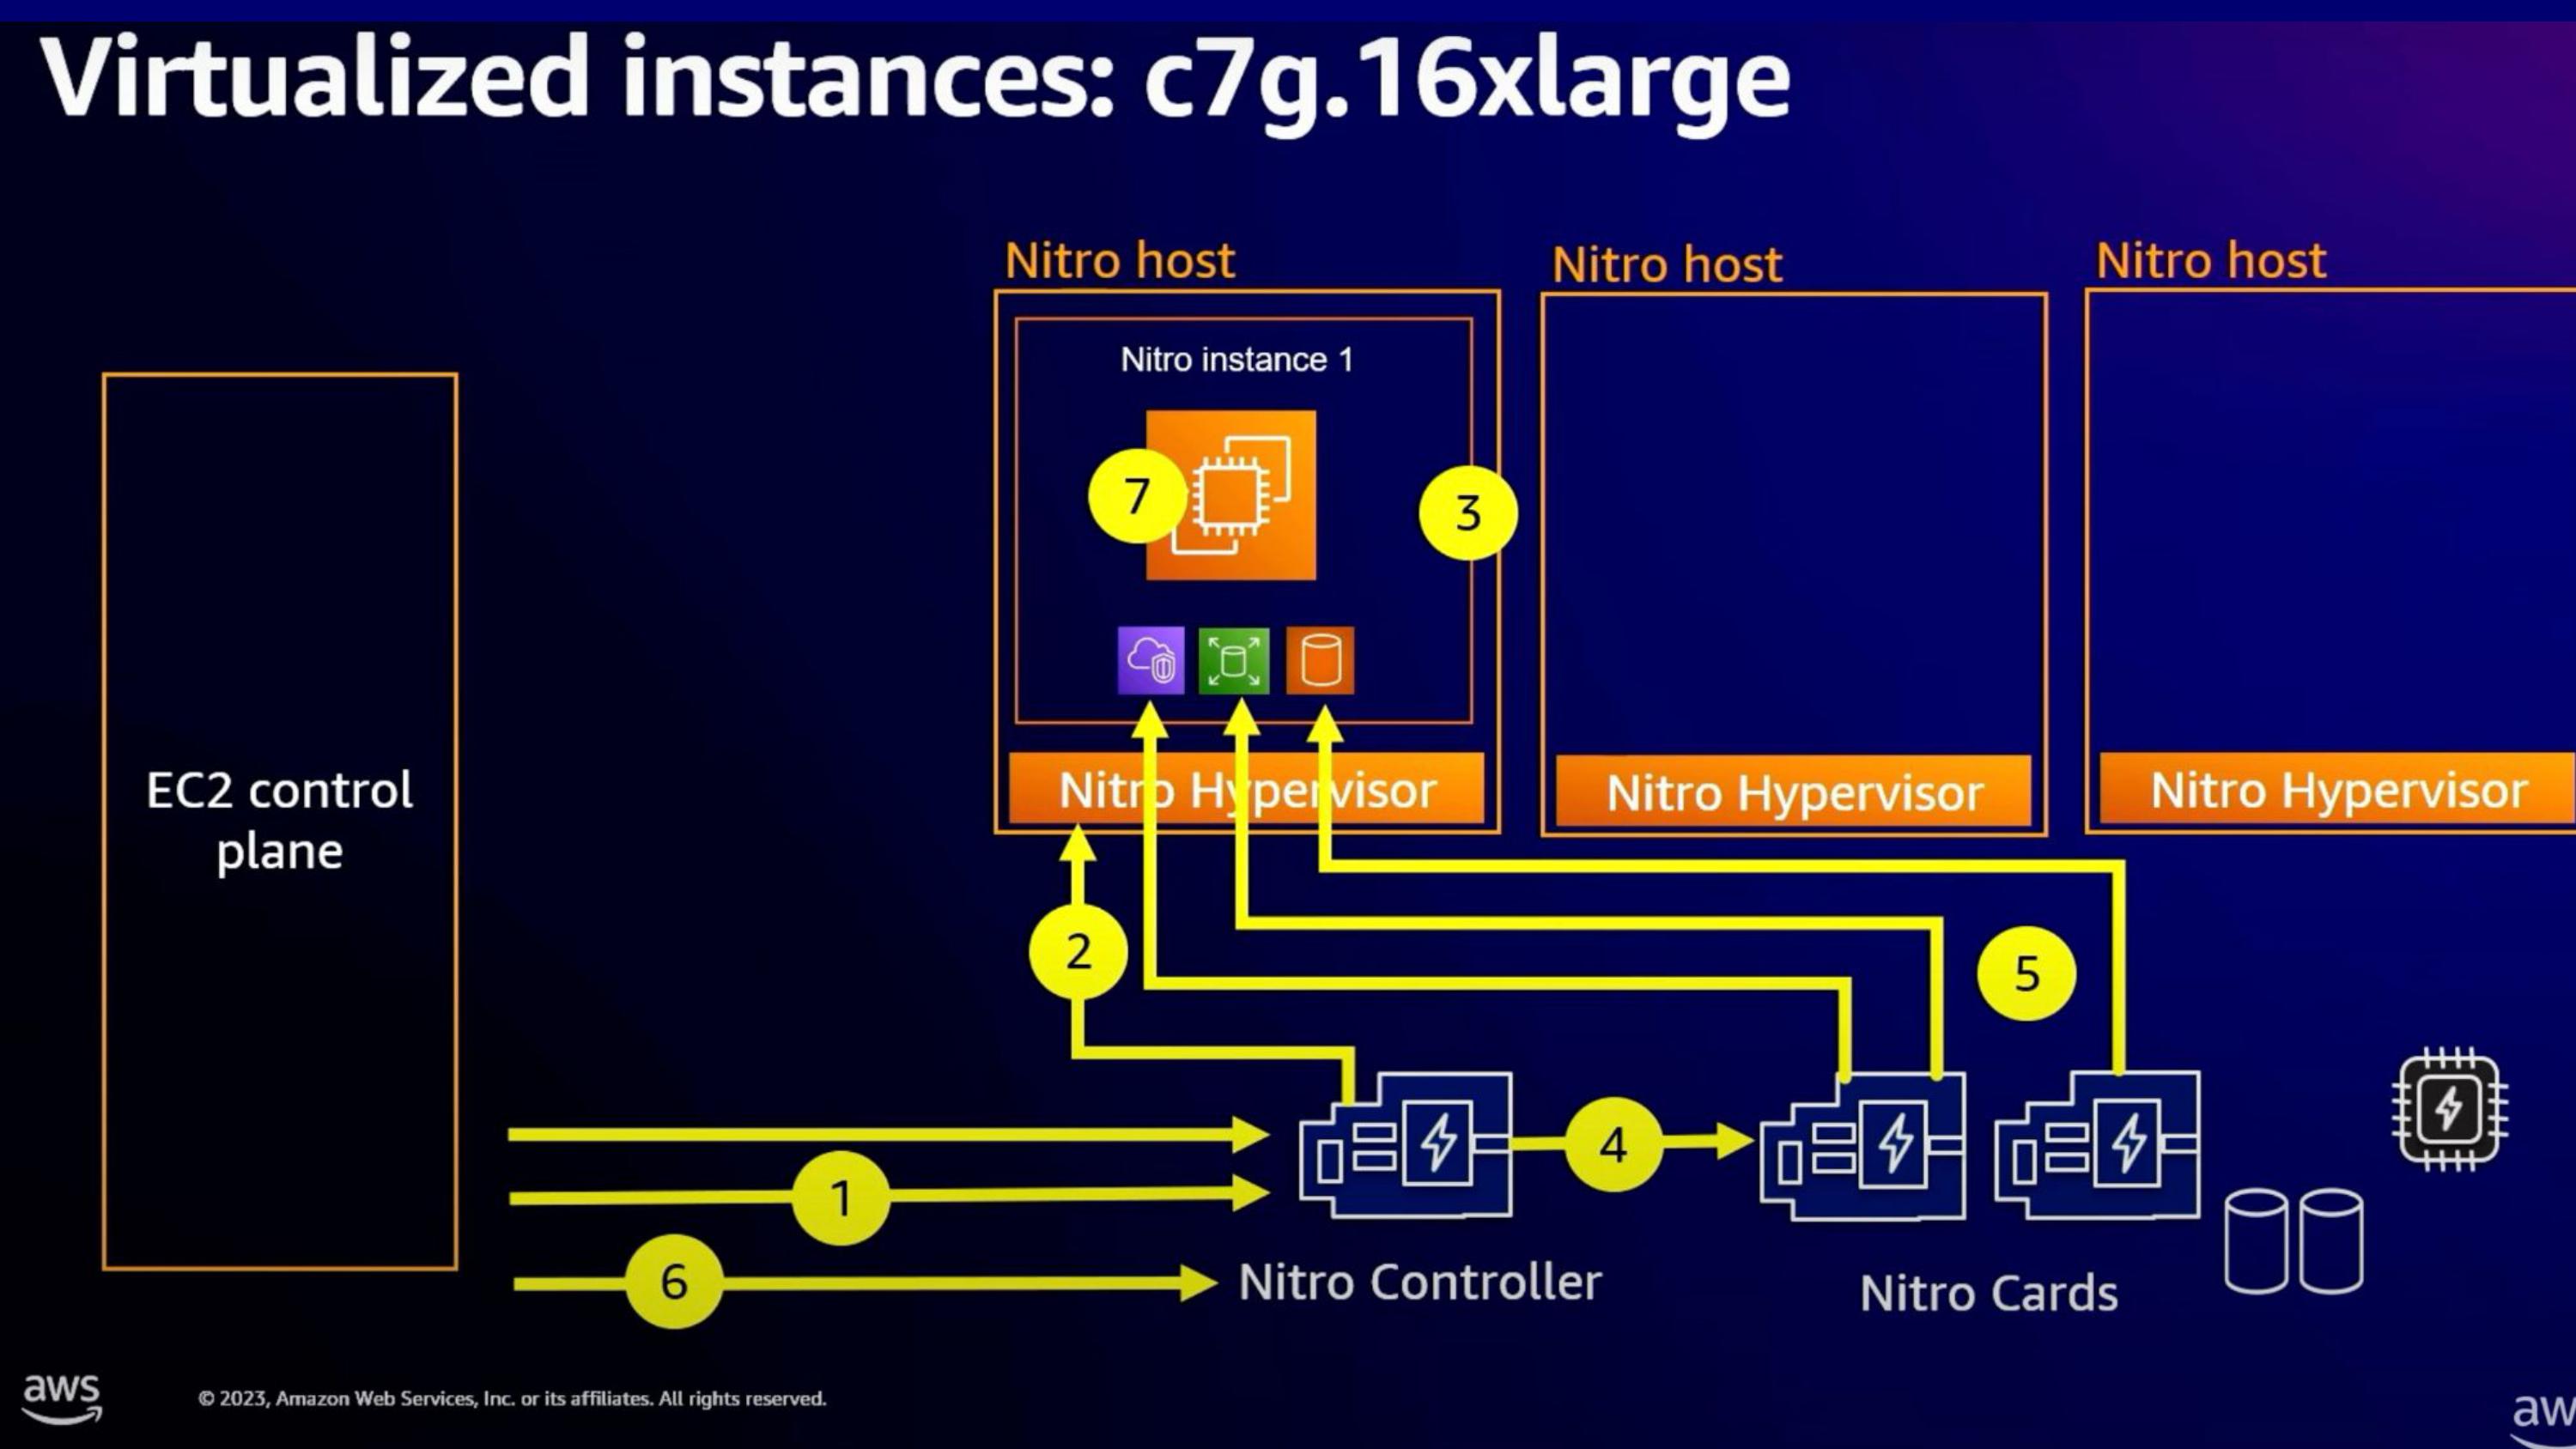 Virtualized instances: c7g.16xlarge
Nitro host
Nitro host
Nitro host
Nitro instance 1
7
3
EC2 control
plane
Nitro Hypervisor
Nitro Hypervisor
Nitro Hypervisor
2
5
4
1
6
Nitro Controller
Nitro Cards
aws
© 2023, Amazon Web Services, Inc. or its affiliates. All rights reserved.
aw